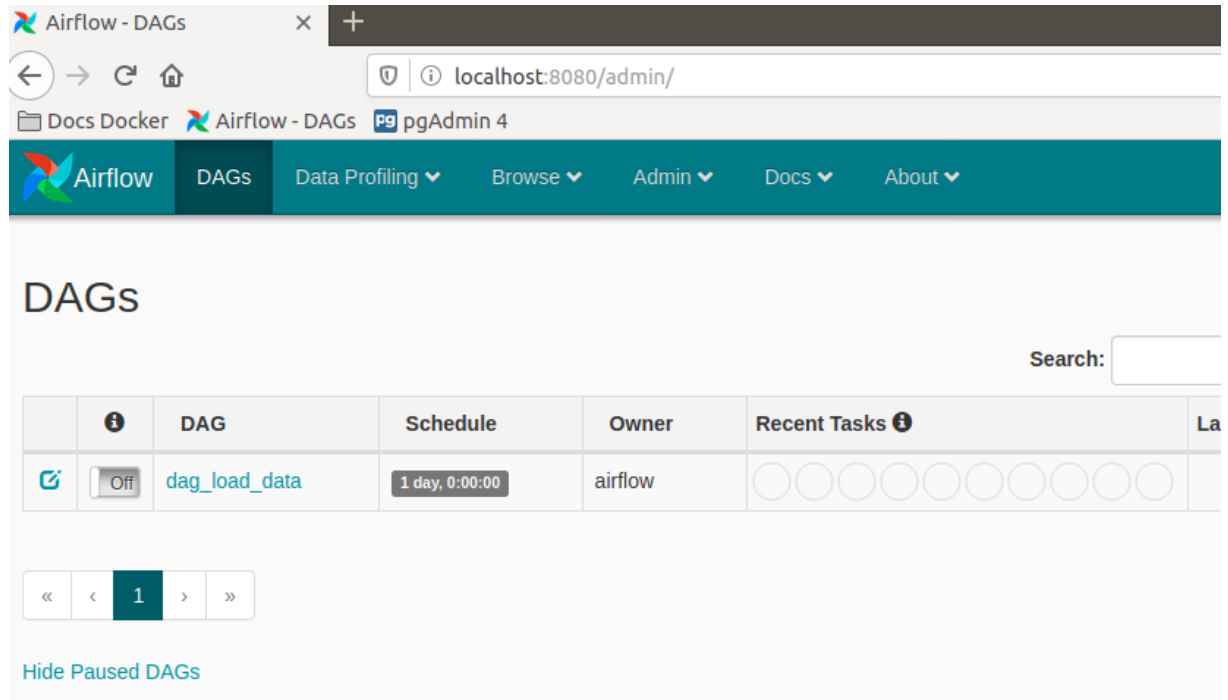 Airflow - DAGs
localhost:8080/admin/
Docs Docker Airflow - DAGs pgAdmin 4
Airflow DAGs Data Profiling Browse Admin Docs About
DAGs
Search:
DAG Schedule Owner Recent Tasks La
Off dag_load_data 1 day, 0:00:00 airflow
« ‹ 1 › »
Hide Paused DAGs